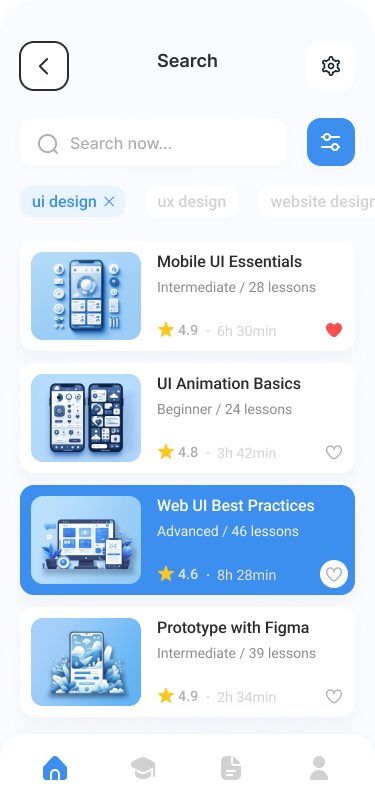 Search
Search now...
ui design
ux design
website design
Mobile UI Essentials
Intermediate / 28 lessons
4.9 · 6h 30min
UI Animation Basics
Beginner / 24 lessons
4.8 · 3h 42min
Web UI Best Practices
Advanced / 46 lessons
4.6 · 8h 28min
Prototype with Figma
Intermediate / 39 lessons
4.9 · 2h 34min